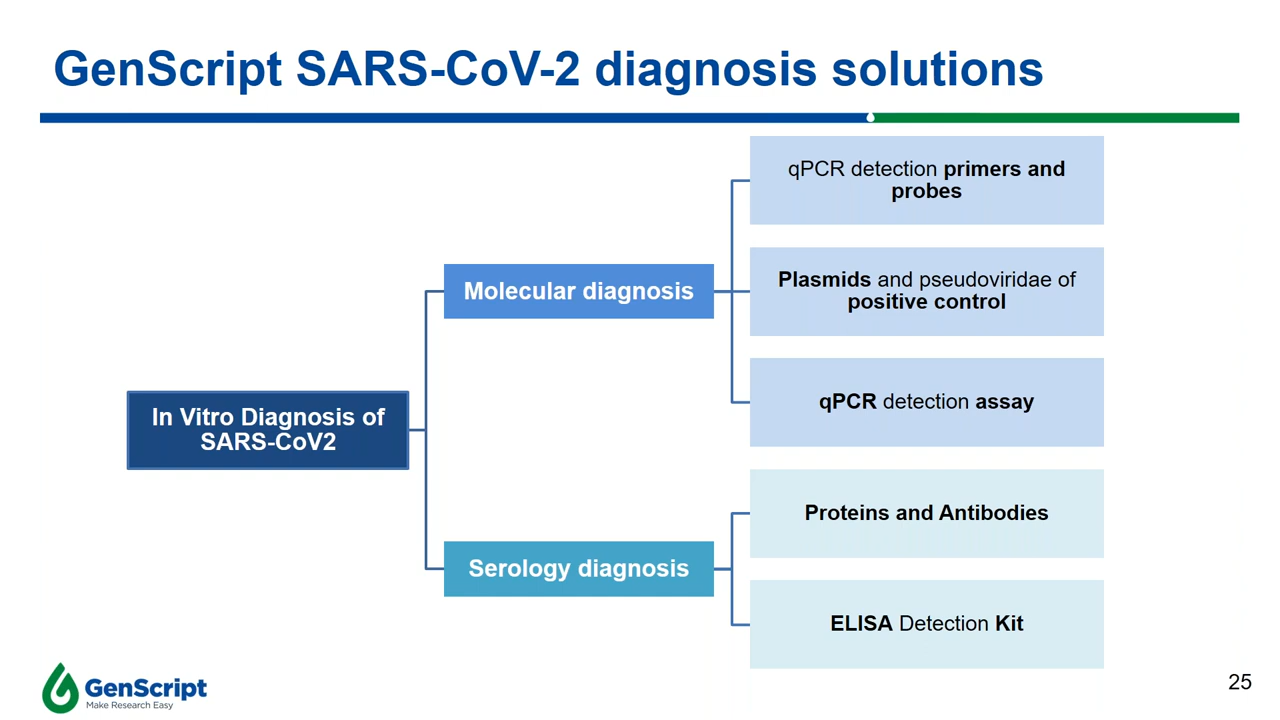 GenScript SARS-CoV-2 diagnosis solutions
qPCR detection primers and
probes
Plasmids and pseudoviridae of
positive control
Molecular diagnosis
qPCR detection assay
In Vitro Diagnosis of
SARS-CoV2
Proteins and Antibodies
Serology diagnosis
ELISA Detection Kit
GenScript
Make Research Easy
25